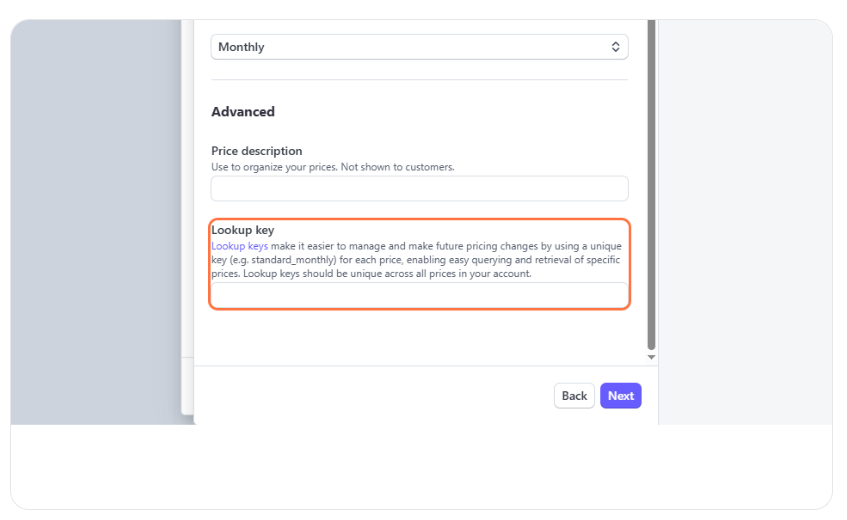 Monthly
Advanced
Price description
Use to organize your prices. Not shown to customers.
Lookup key
Lookup keys make it easier to manage and make future pricing changes by using a unique
key (e.g. standard_monthly) for each price, enabling easy querying and retrieval of specific
prices. Lookup keys should be unique across all prices in your account.
Back Next